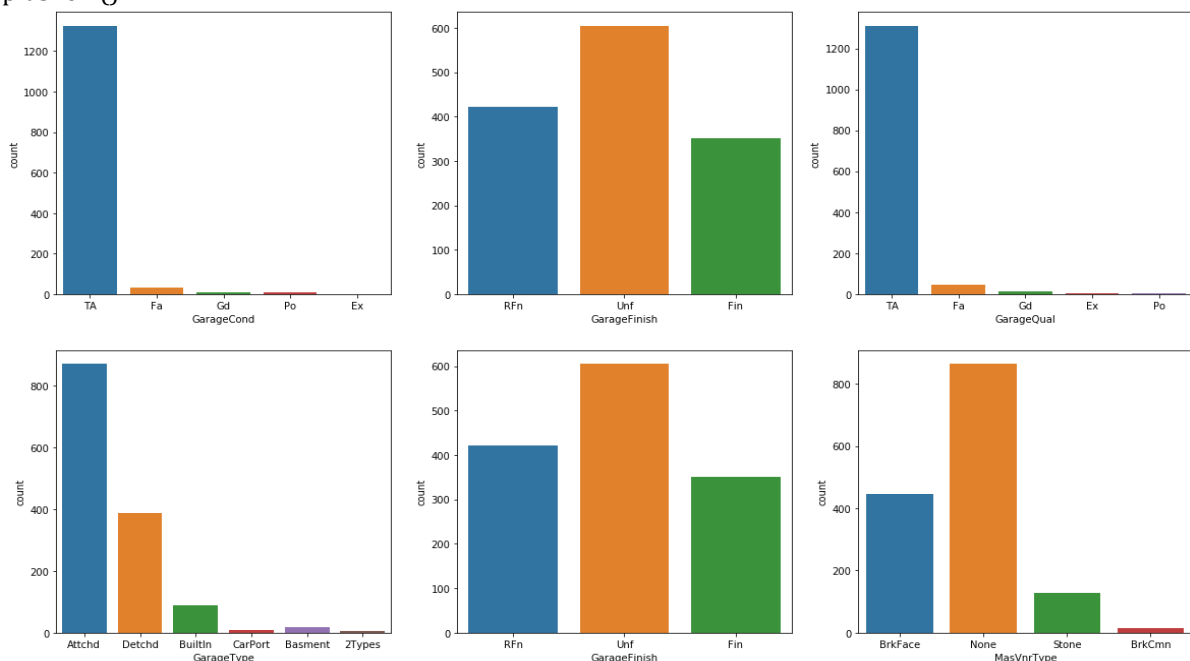 count
1200
1000
800
600
400
200
0
TA Fa Gd Po Ex
GarageCond
count
600
500
400
300
200
100
0
RFn Unf Fin
GarageFinish
count
1200
1000
800
600
400
200
0
TA Fa Gd Ex Po
GarageQual
count
800
600
400
200
0
Attchd Detchd BuiltIn CarPort Basment 2Types
GarageType
count
600
500
400
300
200
100
0
RFn Unf Fin
GarageFinish
count
800
600
400
200
0
BrkFace None Stone BrkCmn
MasVnrType